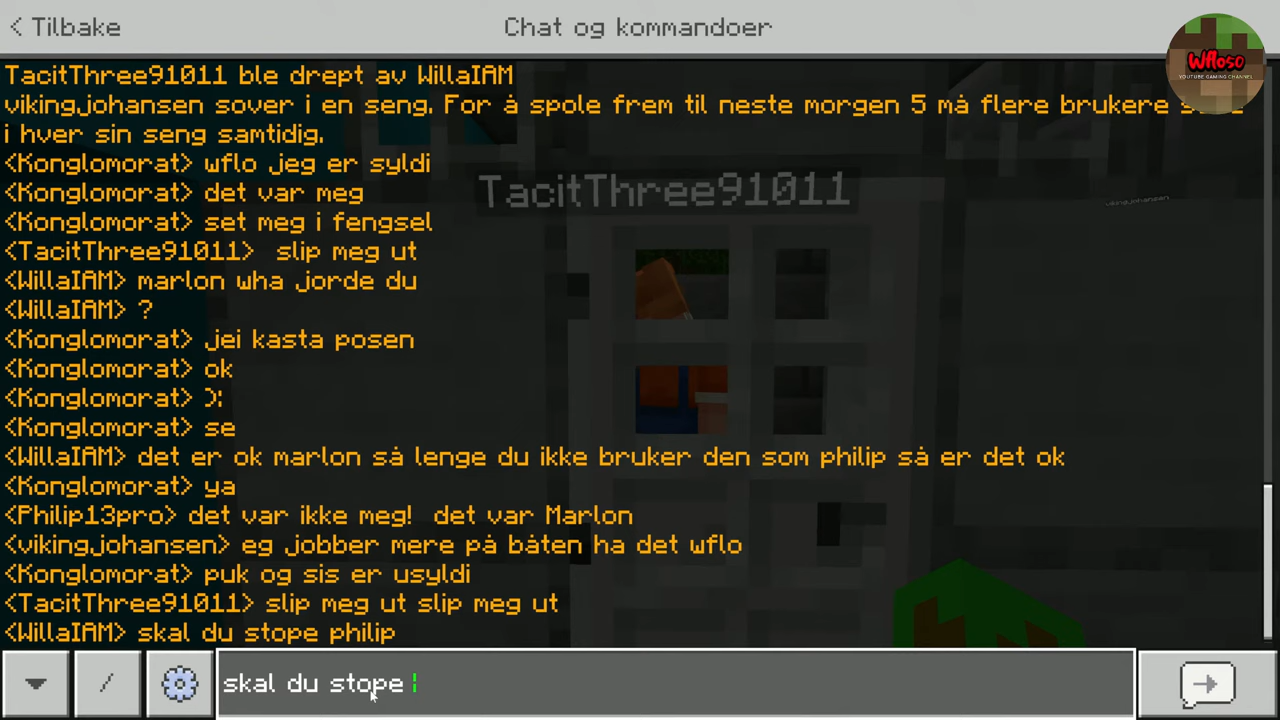 Tilbake
Chat og kommandoer
Wfloso
YOUTUBE GAMING CHANNEL
TacitThree91011 ble drept av WillaIAM
vikingjohansen sover i en seng. For å spole frem til neste morgen 5 må flere brukere
i hver sin seng samtidig.
<Konglomorat> wflo jeg er syldi
<Konglomorat> det var meg
TacitThree91011
<Konglomorat> set meg i fengsel
vikingjohansen
<TacitThree91011>  slip meg ut
<WillaIAM> marlon wha jorde du
<WillaIAM> ?
<Konglomorat> jei kasta posen
<Konglomorat> ok
<Konglomorat> ):
<Konglomorat> se
<WillaIAM> det er ok marlon så lenge du ikke bruker den som philip så er det ok
<Konglomorat> ya
<Philip13pro> det var ikke meg!  det var Marlon
<vikingjohansen> eg jobber mere på båten ha det wflo
<Konglomorat> puk og sis er usyldi
<TacitThree91011> slip meg ut slip meg ut
<WillaIAM> skal du stope philip
/
skal du stope